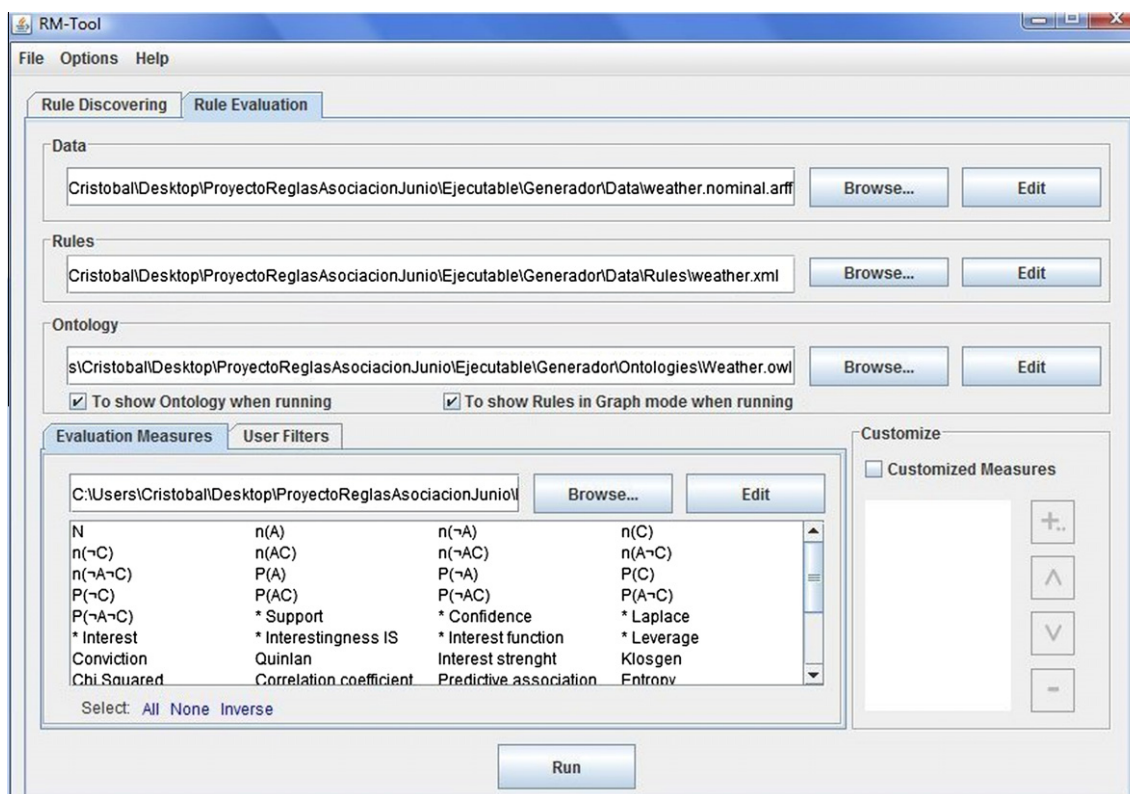 RM-Tool
File Options Help
Rule Discovering Rule Evaluation
Data
Cristobal\Desktop\ProyectoReglasAsociacionJunio\Ejecutable\Generador\Data\weather.nominal.arff Browse... Edit
Rules
Cristobal\Desktop\ProyectoReglasAsociacionJunio\Ejecutable\Generador\Data\Rules\weather.xml Browse... Edit
Ontology
s\Cristobal\Desktop\ProyectoReglasAsociacionJunio\Ejecutable\Generador\Ontologies\Weather.owl Browse... Edit
To show Ontology when running To show Rules in Graph mode when running
Evaluation Measures User Filters
C:\Users\Cristobal\Desktop\ProyectoReglasAsociacionJunio\ Browse... Edit
N n(A) n(¬A) n(C)
n(¬C) n(AC) n(¬AC) n(A¬C)
n(¬A¬C) P(A) P(¬A) P(C)
P(¬C) P(AC) P(¬AC) P(A¬C)
P(¬A¬C) * Support * Confidence * Laplace
* Interest * Interestingness IS * Interest function * Leverage
Conviction Quinlan Interest strenght Klosgen
Chi Squared Correlation coefficient Predictive association Entropy
Select: All None Inverse
Customize
Customized Measures
+..
-
Run